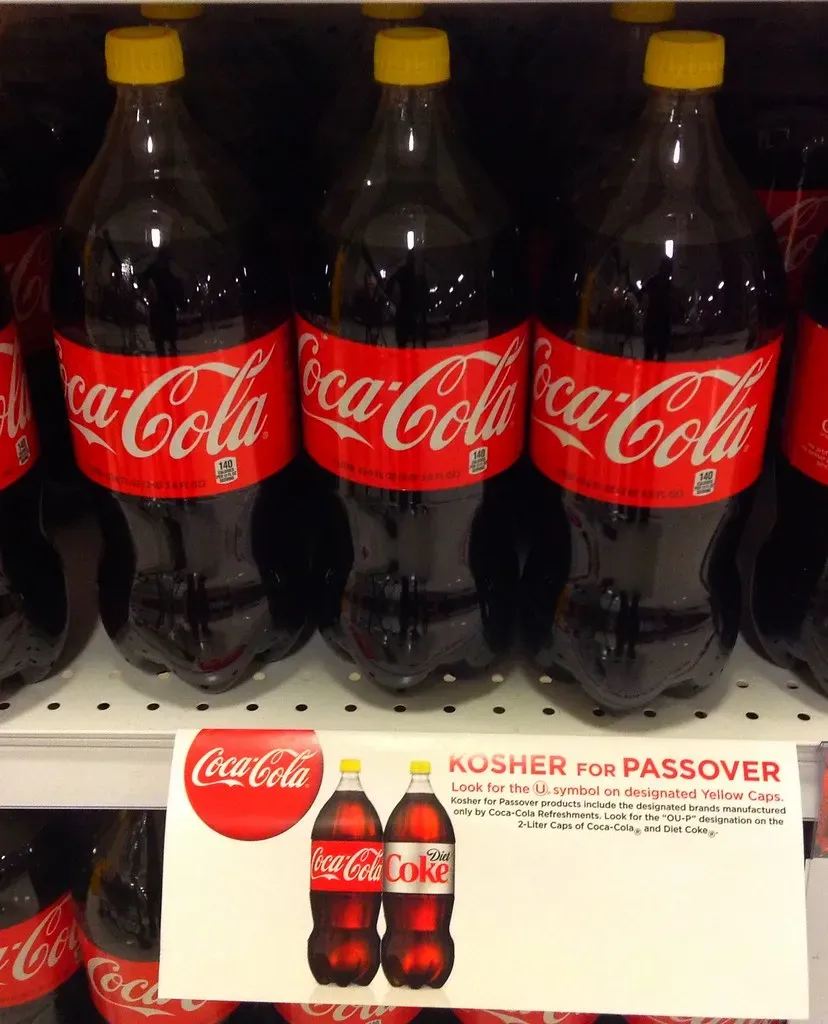 Coca-Cola
140
CALORIES
Coca-Cola
140
CALORIES
Coca-Cola
140
CALORIES
Coca-Cola
Coca-Cola
Diet
Coke
KOSHER FOR PASSOVER
Look for the Ⓤ symbol on designated Yellow Caps.
Kosher for Passover products include the designated brands manufactured
only by Coca-Cola Refreshments. Look for the "OU-P" designation on the
2-Liter Caps of Coca-Cola® and Diet Coke®.
Coca